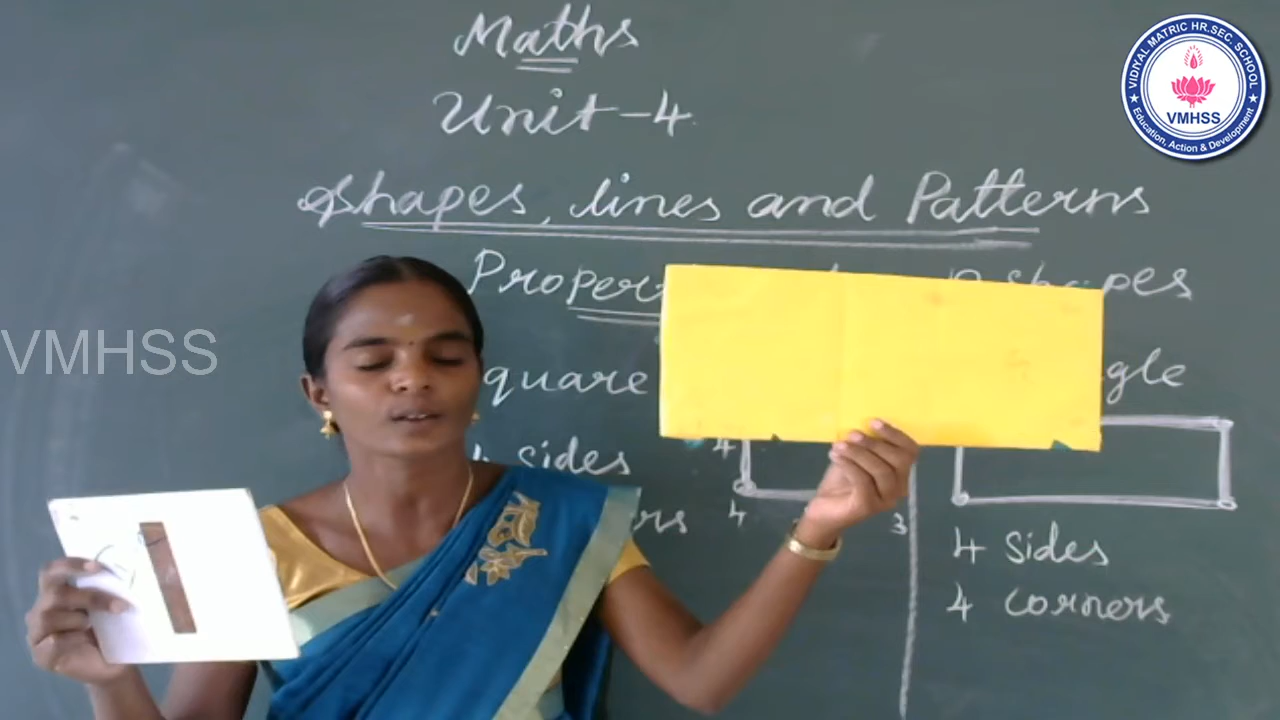 Maths
Unit-4
Shapes, lines and Patterns
Proper shapes
quare gle
4 sides
rs
4
4 3
4 sides
4 corners
VMHSS
VIDIYAL MATRIC HR.SEC. SCHOOL
VMHSS
★ Education, Action & Development ★